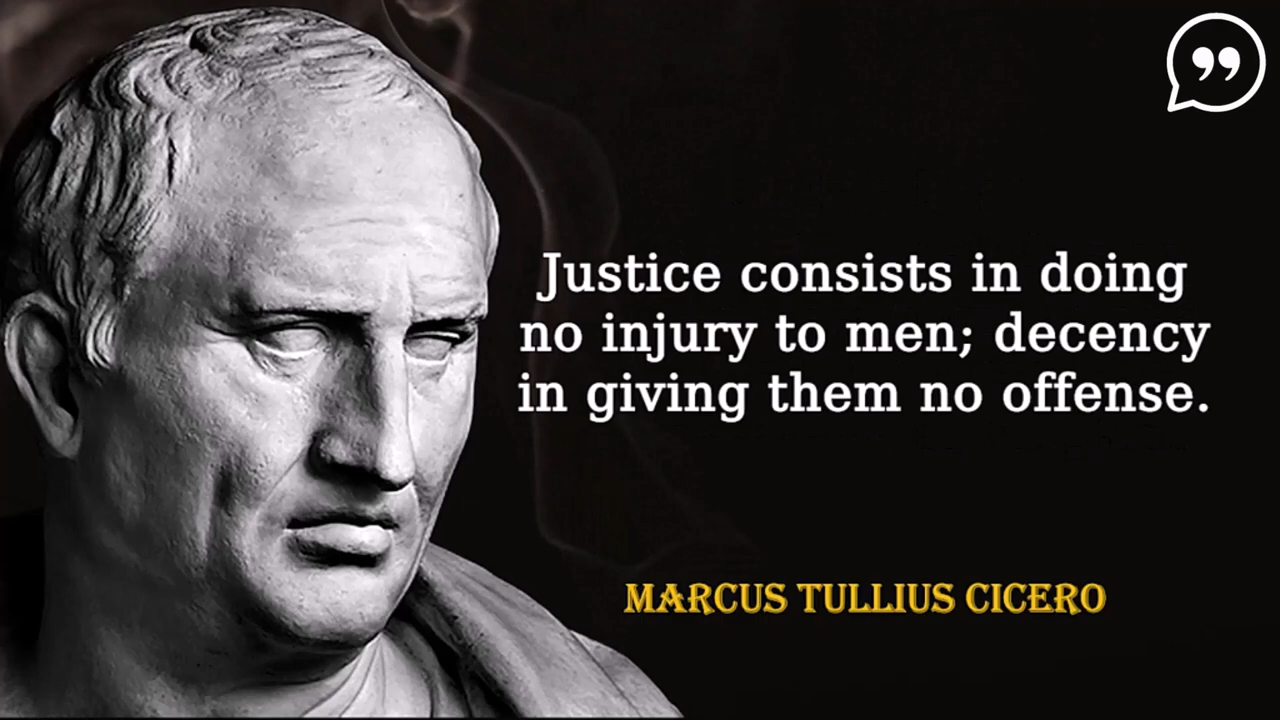 Justice consists in doing
no injury to men; decency
in giving them no offense.
MARCUS TULLIUS CICERO